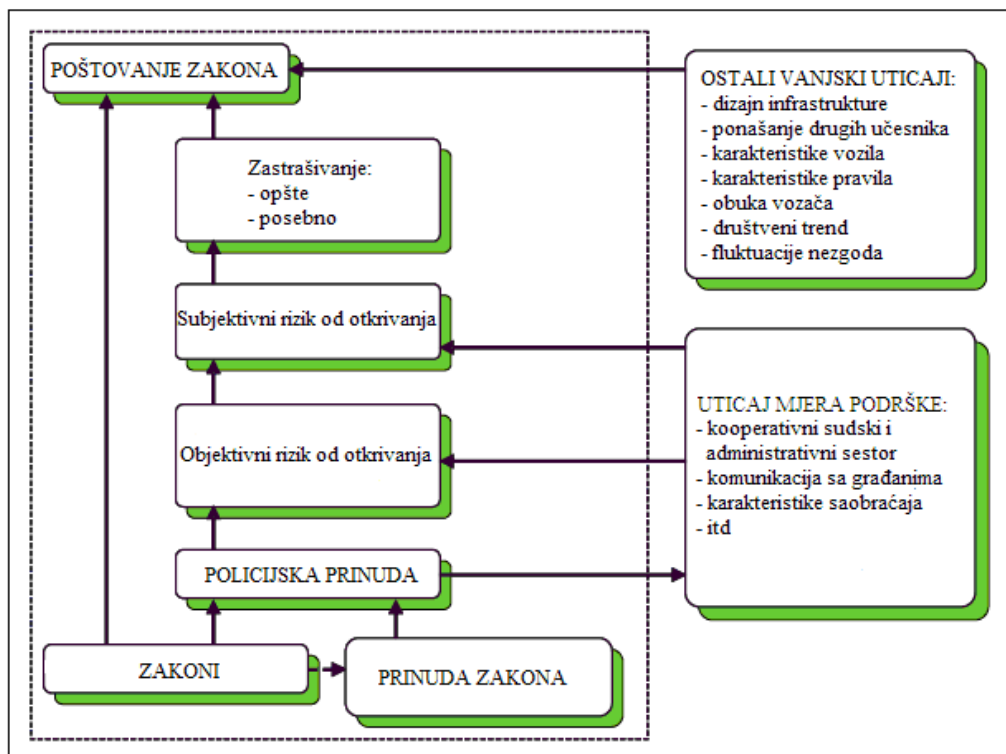 POŠTOVANJE ZAKONA
Zastrašivanje:
- opšte
- posebno
Subjektivni rizik od otkrivanja
Objektivni rizik od otkrivanja
POLICIJSKA PRINUDA
ZAKONI
PRINUDA ZAKONA
OSTALI VANJSKI UTICAJI:
- dizajn infrastrukture
- ponašanje drugih učesnika
- karakteristike vozila
- karakteristike pravila
- obuka vozača
- društveni trend
- fluktuacije nezgoda
UTICAJ MJERA PODRŠKE:
- kooperativni sudski i
administrativni sestor
- komunikacija sa građanima
- karakteristike saobraćaja
- itd